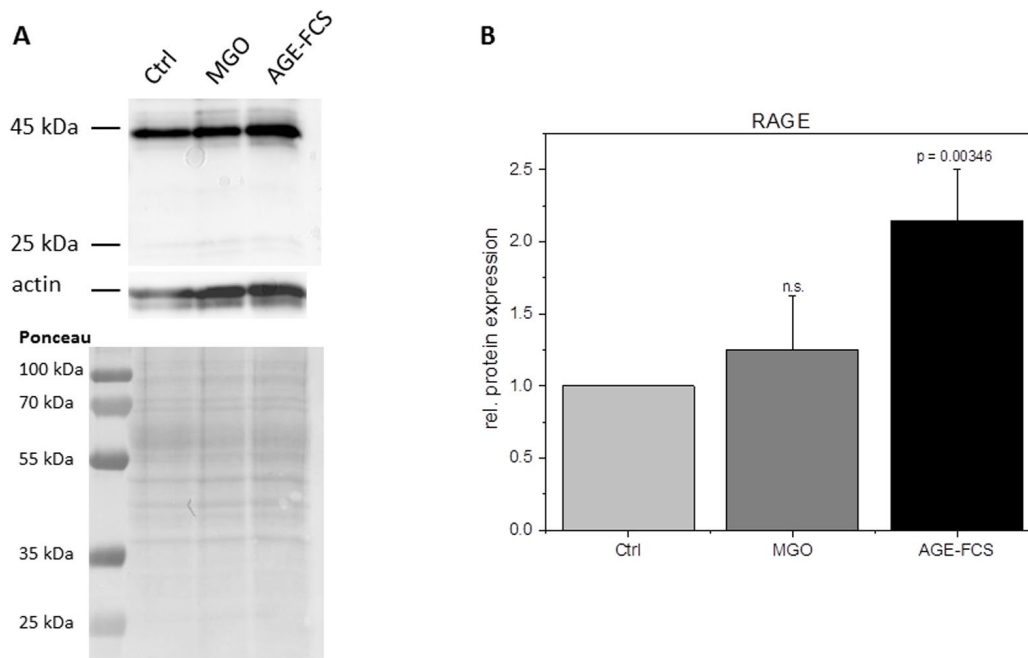 A
Ctrl MGO AGE-FCS
45 kDa
25 kDa
actin
Ponceau
100 kDa
70 kDa
55 kDa
35 kDa
25 kDa
B
RAGE
p = 0.00346
n.s.
rel. protein expression
2.5
2.0
1.5
1.0
0.5
0.0
Ctrl MGO AGE-FCS